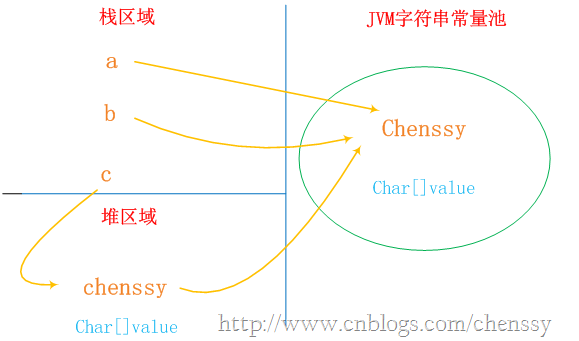 栈区域
JVM字符串常量池
a
b
c
Chenssy
Char[]value
堆区域
chenssy
Char[]value
http://www.cnblogs.com/chenssy